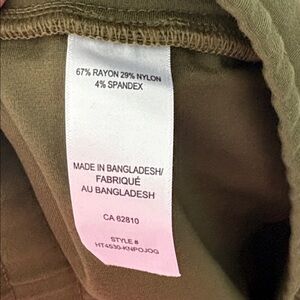 67% RAYON 29% NYLON
4% SPANDEX
MADE IN BANGLADESH/
FABRIQUÉ
AU BANGLADESH
CA 62810
STYLE #
HT4530-KNPOJOG